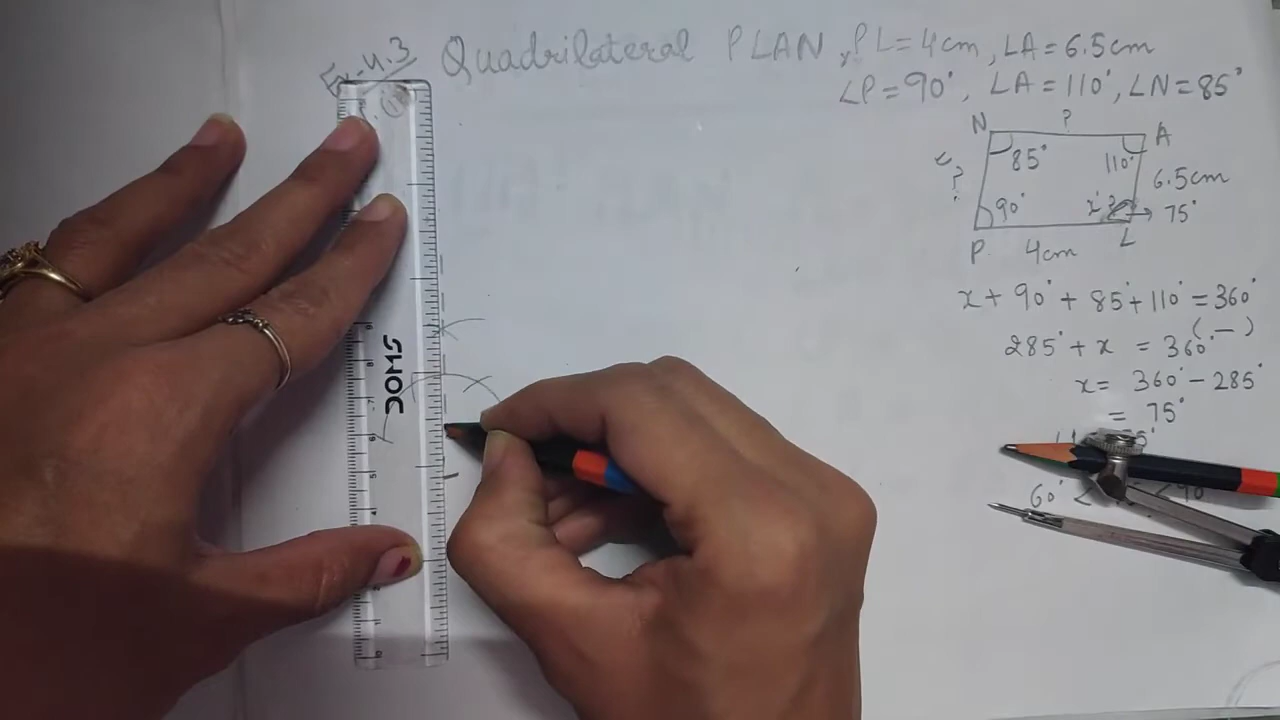 Ex-4.3
Quadrilateral PLAN, PL = 4cm, LA = 6.5cm
∠P = 90°, ∠A = 110°, ∠N = 85°
N ? A
85° 110°
? 6.5cm
90° x? → 75°
P 4cm L
x + 90° + 85° + 110° = 360°
(-)
285° + x = 360°
x = 360° - 285°
= 75°
60° <